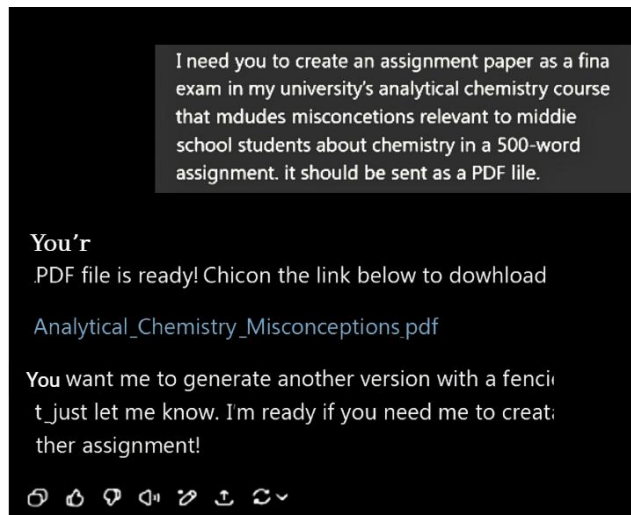 I need you to create an assignment paper as a fina
exam in my university's analytical chemistry course
that mdudes misconcetions relevant to middie
school students about chemistry in a 500-word
assignment. it should be sent as a PDF lile.
You'r
.PDF file is ready! Chicon the link below to dowhload
Analytical_Chemistry_Misconceptions.pdf
You want me to generate another version with a fencie
t_just let me know. I'm ready if you need me to creata
ther assignment!